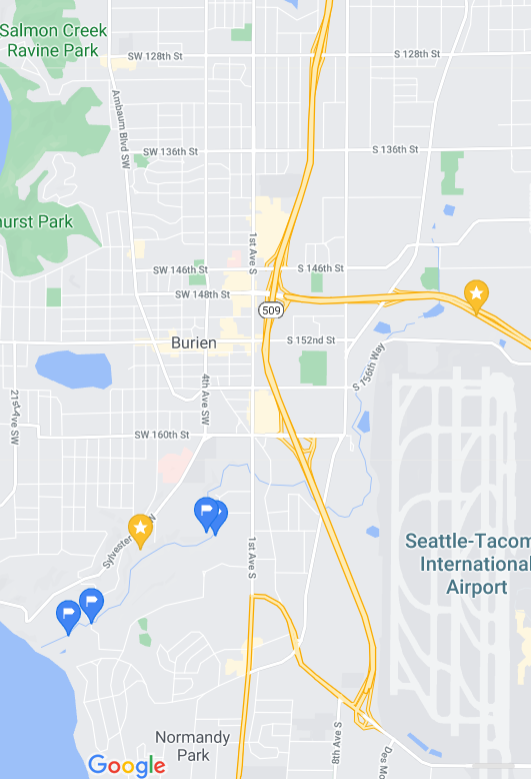 Salmon Creek
Ravine Park
SW 128th St
S 128th St
Ambaum Blvd SW
SW 136th St
S 136th St
hurst Park
1st Ave S
SW 146th St
S 146th St
SW 148th St
509
Burien
S 152nd St
S 156th Way
21st Ave SW
4th Ave SW
SW 160th St
Sylvester
W
1st Ave S
Seattle-Tacom
International
Airport
Normandy
Park
8th Ave S
Des Mo
Google